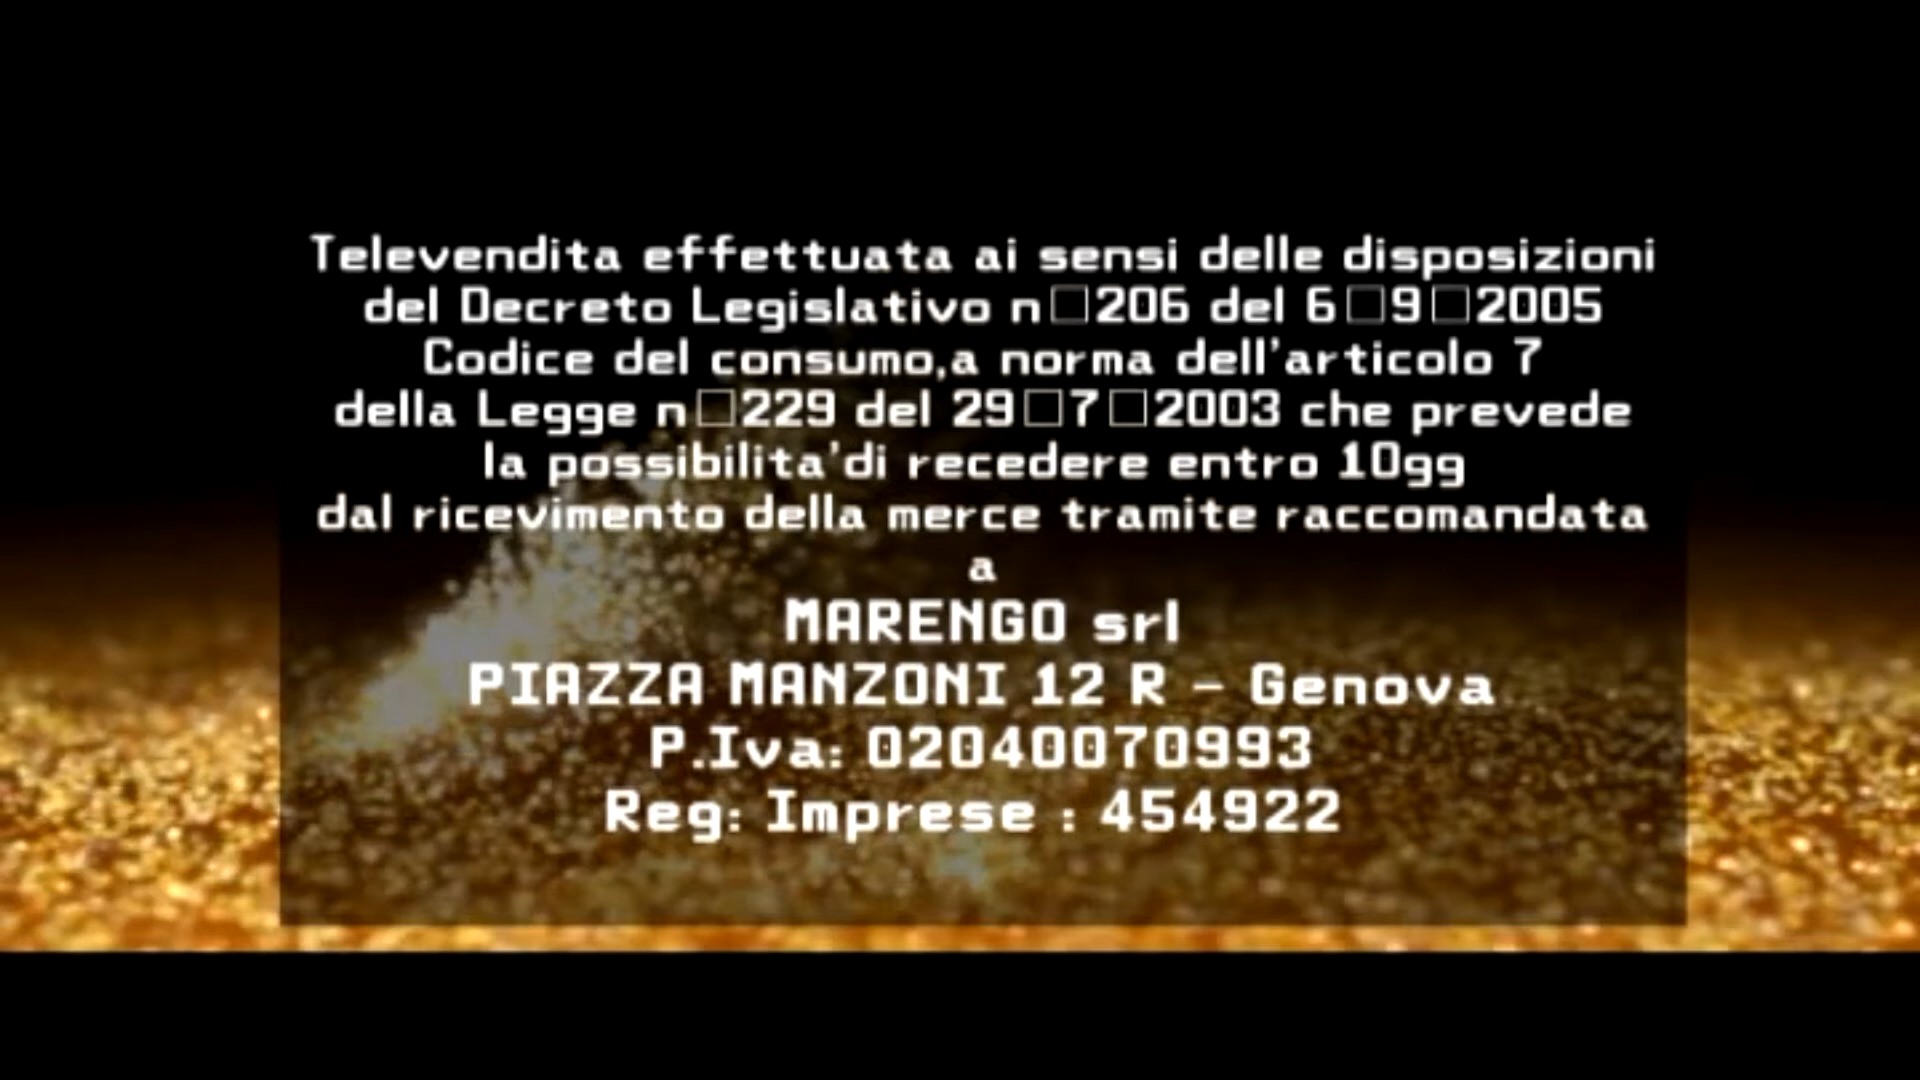 Televendita effettuata ai sensi delle disposizioni
del Decreto Legislativo n□206 del 6□9□2005
Codice del consumo,a norma dell'articolo 7
della Legge n□229 del 29□7□2003 che prevede
la possibilita'di recedere entro 10gg
dal ricevimento della merce tramite raccomandata
a
MARENGO srl
PIAZZA MANZONI 12 R - Genova
P.Iva: 02040070993
Reg: Imprese : 454922